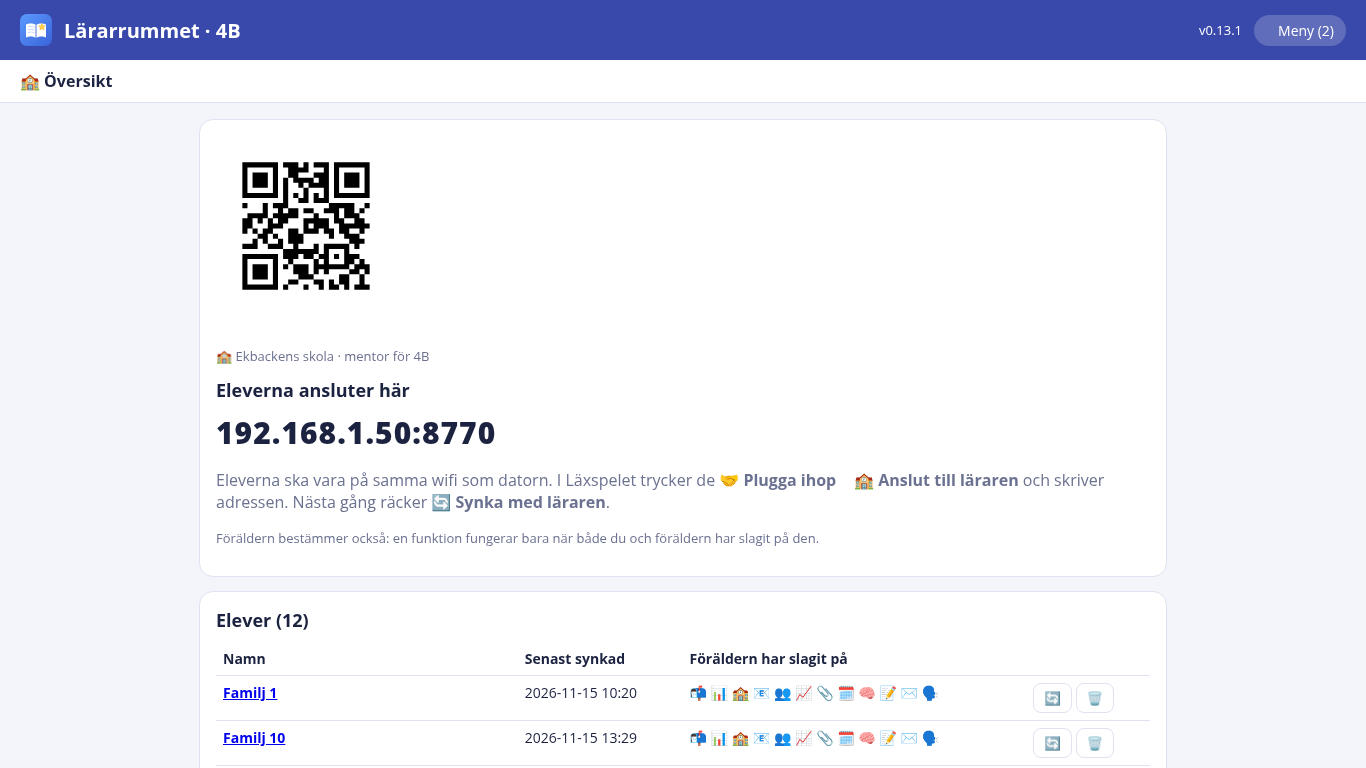 Lärarrummet · 4B
v0.13.1
Meny (2)
🏫 Översikt
🏫 Ekbackens skola · mentor för 4B
Eleverna ansluter här
192.168.1.50:8770
Eleverna ska vara på samma wifi som datorn. I Läxspelet trycker de 🤝 Plugga ihop 🏫 Anslut till läraren och skriver
adressen. Nästa gång räcker 🔄 Synka med läraren.
Föräldern bestämmer också: en funktion fungerar bara när både du och föräldern har slagit på den.
Elever (12)
Namn Senast synkad Föräldern har slagit på
Familj 1 2026-11-15 10:20 📬 📊 🏫 📧 👥 📈 📎 🗓️ 🧠 📝 ✉️ 🗣️ 🔄 🗑️
Familj 10 2026-11-15 13:29 📬 📊 🏫 📧 👥 📈 📎 🗓️ 🧠 📝 ✉️ 🗣️ 🔄 🗑️